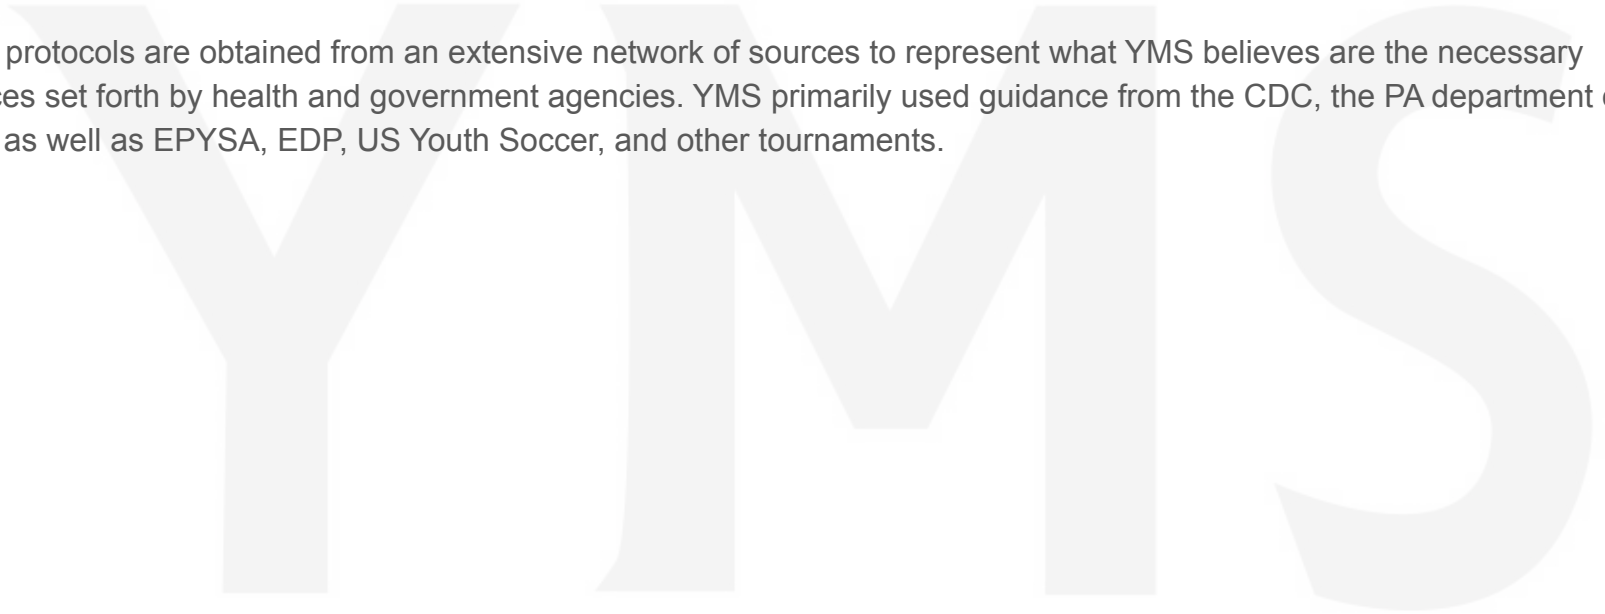 protocols are obtained from an extensive network of sources to represent what YMS believes are the necessary
set forth by health and government agencies. YMS primarily used guidance from the CDC, the PA department
as well as EPYSA, EDP, US Youth Soccer, and other tournaments.
YMS